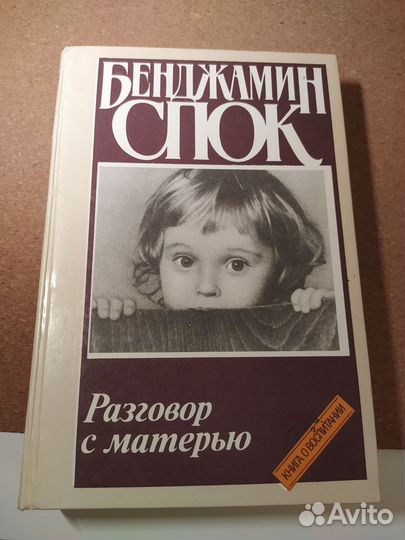 БЕНДЖАМИН
СПОК
Разговор
с матерью
КНИГА О ВОСПИТАНИИ
Avito